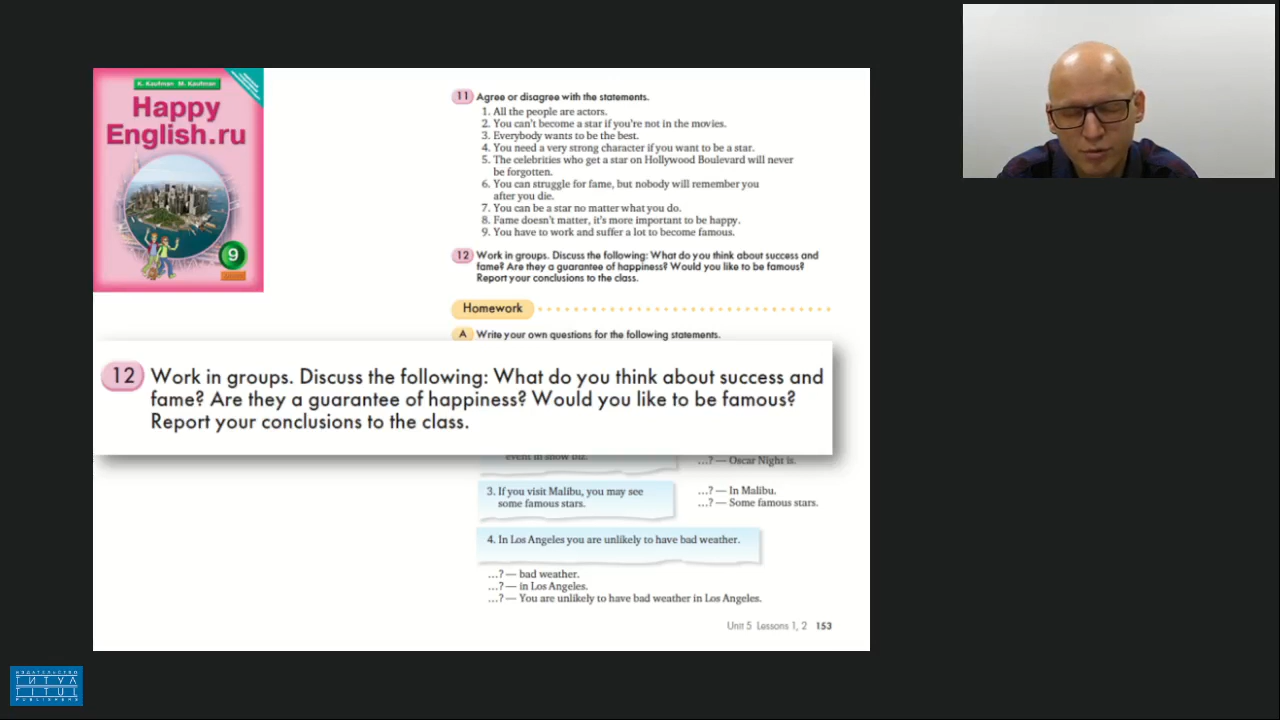 K. Kaufman M. Kaufman
Happy
English.ru
9
11 Agree or disagree with the statements.
1. All the people are actors.
2. You can't become a star if you're not in the movies.
3. Everybody wants to be the best.
4. You need a very strong character if you want to be a star.
5. The celebrities who get a star on Hollywood Boulevard will never
be forgotten.
6. You can struggle for fame, but nobody will remember you
after you die.
7. You can be a star no matter what you do.
8. Fame doesn't matter, it's more important to be happy.
9. You have to work and suffer a lot to become famous.
12 Work in groups. Discuss the following: What do you think about success and
fame? Are they a guarantee of happiness? Would you like to be famous?
Report your conclusions to the class.
Homework
A Write your own questions for the following statements.
12 Work in groups. Discuss the following: What do you think about success and
fame? Are they a guarantee of happiness? Would you like to be famous?
Report your conclusions to the class.
event in show biz.
...? — Oscar Night is.
3. If you visit Malibu, you may see
some famous stars.
...? — In Malibu.
...? — Some famous stars.
4. In Los Angeles you are unlikely to have bad weather.
...? — bad weather.
...? — in Los Angeles.
...? — You are unlikely to have bad weather in Los Angeles.
Unit 5 Lessons 1, 2 153
ИЗДАТЕЛЬСТВО
ТИТУЛ
TITUL
PUBLISHERS